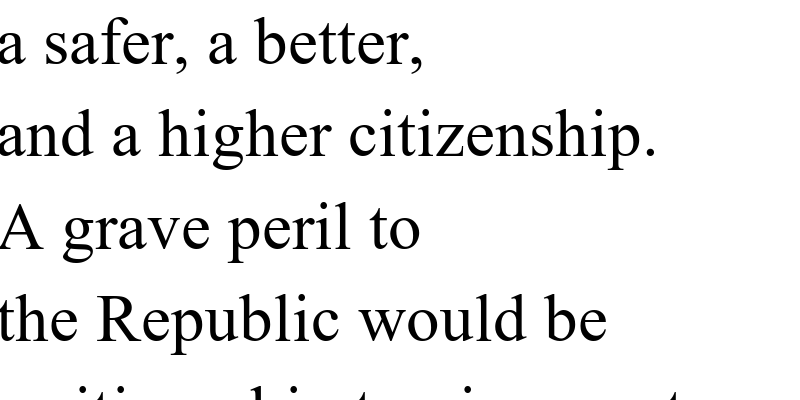 a safer, a better,
and a higher citizenship.
A grave peril to
the Republic would be